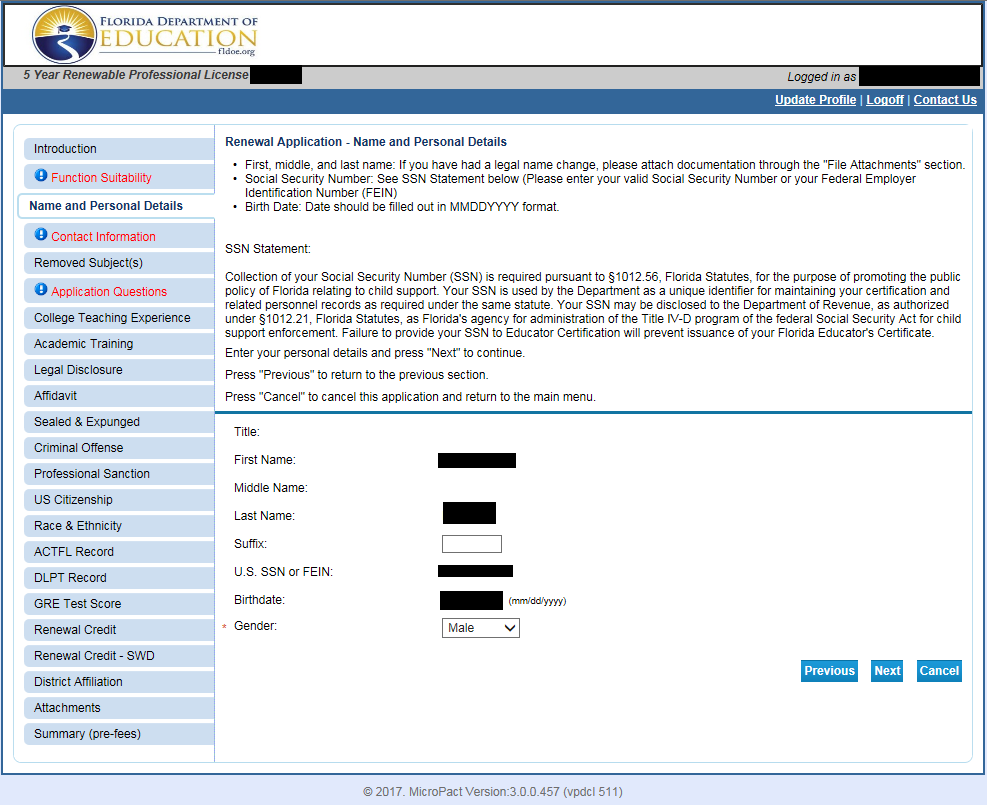 FLORIDA DEPARTMENT OF
EDUCATION
fldoe.org
5 Year Renewable Professional License
Logged in as
Update Profile | Logoff | Contact Us
Introduction
Function Suitability
Name and Personal Details
Contact Information
Removed Subject(s)
Application Questions
College Teaching Experience
Academic Training
Legal Disclosure
Affidavit
Sealed & Expunged
Criminal Offense
Professional Sanction
US Citizenship
Race & Ethnicity
ACTFL Record
DLPT Record
GRE Test Score
Renewal Credit
Renewal Credit - SWD
District Affiliation
Attachments
Summary (pre-fees)
Renewal Application - Name and Personal Details
• First, middle, and last name: If you have had a legal name change, please attach documentation through the "File Attachments" section.
• Social Security Number: See SSN Statement below (Please enter your valid Social Security Number or your Federal Employer
Identification Number (FEIN)
• Birth Date: Date should be filled out in MMDDYYYY format.
SSN Statement:
Collection of your Social Security Number (SSN) is required pursuant to §1012.56, Florida Statutes, for the purpose of promoting the public
policy of Florida relating to child support. Your SSN is used by the Department as a unique identifier for maintaining your certification and
related personnel records as required under the same statute. Your SSN may be disclosed to the Department of Revenue, as authorized
under §1012.21, Florida Statutes, as Florida's agency for administration of the Title IV-D program of the federal Social Security Act for child
support enforcement. Failure to provide your SSN to Educator Certification will prevent issuance of your Florida Educator's Certificate.
Enter your personal details and press "Next" to continue.
Press "Previous" to return to the previous section.
Press "Cancel" to cancel this application and return to the main menu.
Title:
First Name:
Middle Name:
Last Name:
Suffix:
U.S. SSN or FEIN:
Birthdate: (mm/dd/yyyy)
* Gender: Male
Previous Next Cancel
© 2017. MicroPact Version:3.0.0.457 (vpdcl 511)